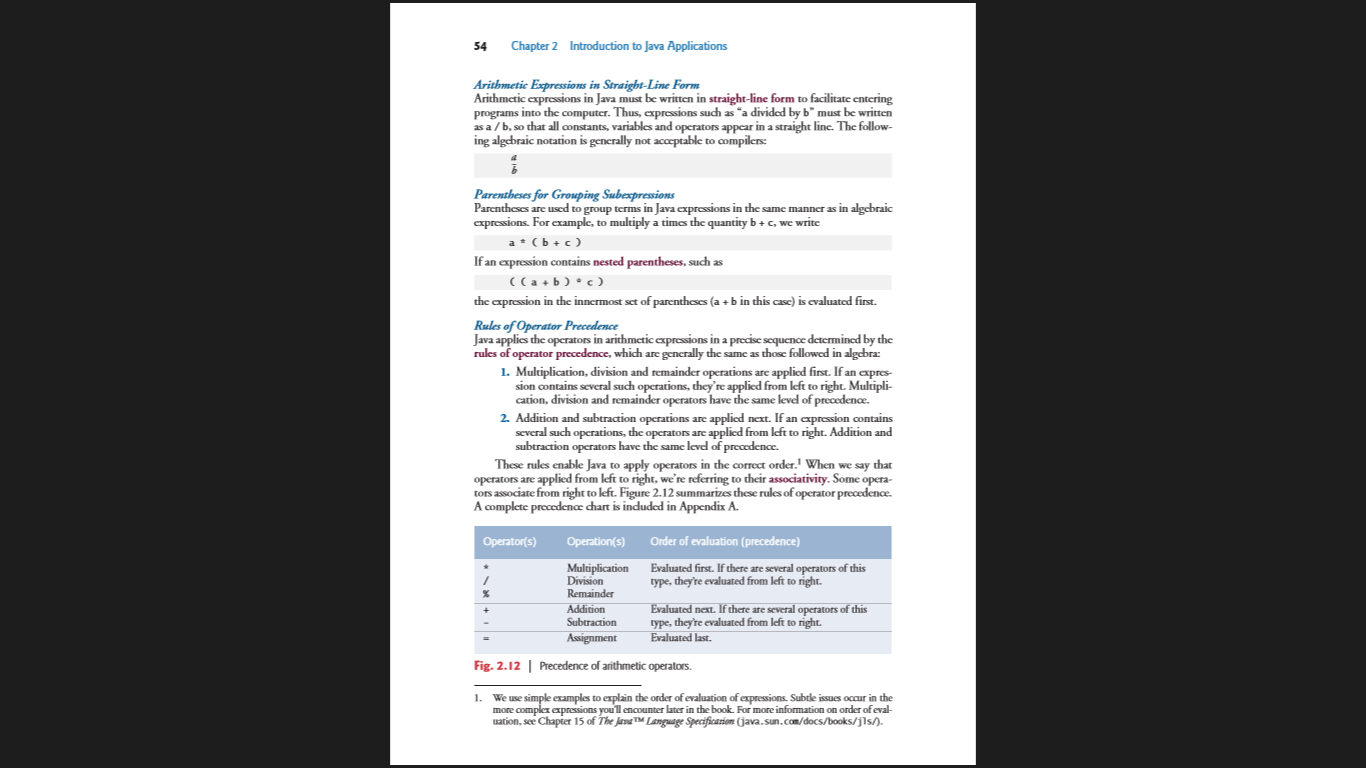 54 Chapter 2 Introduction to Java Applications
Arithmetic Expressions in Straight-Line Form
Arithmetic expressions in Java must be written in straight-line form to facilitate entering
programs into the computer. Thus, expressions such as “a divided by b” must be written
as a / b, so that all constants, variables and operators appear in a straight line. The follow-
ing algebraic notation is generally not acceptable to compilers:
a
b
Parentheses for Grouping Subexpressions
Parentheses are used to group terms in Java expressions in the same manner as in algebraic
expressions. For example, to multiply a times the quantity b + c, we write
a * ( b + c )
If an expression contains nested parentheses, such as
( ( a + b ) * c )
the expression in the innermost set of parentheses (a + b in this case) is evaluated first.
Rules of Operator Precedence
Java applies the operators in arithmetic expressions in a precise sequence determined by the
rules of operator precedence, which are generally the same as those followed in algebra:
1. Multiplication, division and remainder operations are applied first. If an expres-
sion contains several such operations, they’re applied from left to right. Multipli-
cation, division and remainder operators have the same level of precedence.
2. Addition and subtraction operations are applied next. If an expression contains
several such operations, the operators are applied from left to right. Addition and
subtraction operators have the same level of precedence.
These rules enable Java to apply operators in the correct order.1 When we say that
operators are applied from left to right, we’re referring to their associativity. Some opera-
tors associate from right to left. Figure 2.12 summarizes these rules of operator precedence.
A complete precedence chart is included in Appendix A.
Operator(s) Operation(s) Order of evaluation (precedence)
* Multiplication Evaluated first. If there are several operators of this
/ Division type, they’re evaluated from left to right.
% Remainder
+ Addition Evaluated next. If there are several operators of this
- Subtraction type, they’re evaluated from left to right.
= Assignment Evaluated last.
Fig. 2.12 | Precedence of arithmetic operators.
1. We use simple examples to explain the order of evaluation of expressions. Subtle issues occur in the
more complex expressions you’ll encounter later in the book. For more information on order of eval-
uation, see Chapter 15 of The Java™ Language Specification (java.sun.com/docs/books/jls/).